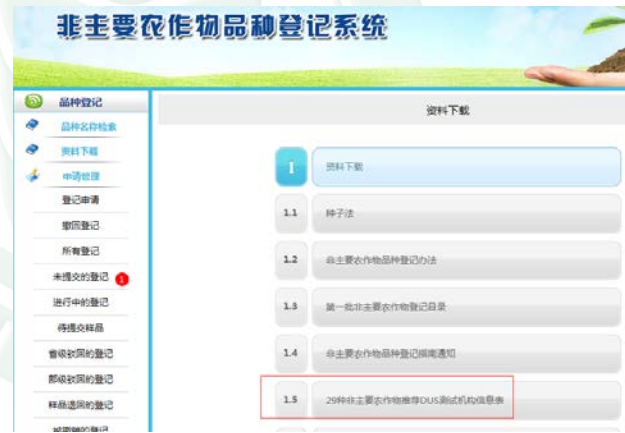 非主要农作物品种登记系统
品种登记
品种名称检索
资料下载
申请管理
登记申请
撤回登记
所有登记
未提交的登记 1
进行中的登记
待提交样品
省级驳回的登记
部级驳回的登记
样品退回的登记
被撤销的登记
资料下载
1 资料下载
1.1 种子法
1.2 非主要农作物品种登记办法
1.3 第一批非主要农作物登记目录
1.4 非主要农作物品种登记指南通知
1.5 29种非主要农作物推荐DUS测试机构信息表